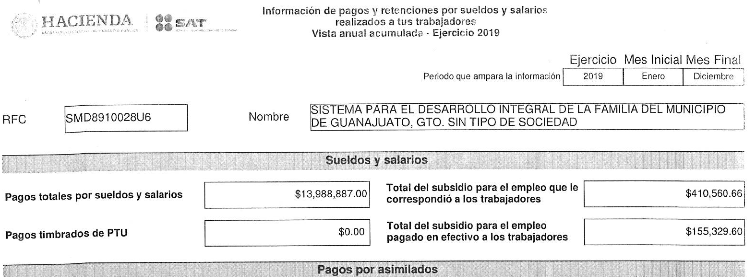 HACIENDA
SAT
Información de pagos y retenciones por sueldos y salarios
realizados a tus trabajadores
Vista anual acumulada - Ejercicio 2019
Ejercicio Mes Inicial Mes Final
Periodo que ampara la información 2019 Enero Diciembre
RFC SMD8910028U6 Nombre SISTEMA PARA EL DESARROLLO INTEGRAL DE LA FAMILIA DEL MUNICIPIO
DE GUANAJUATO, GTO. SIN TIPO DE SOCIEDAD
Sueldos y salarios
Pagos totales por sueldos y salarios $13,988,887.00 Total del subsidio para el empleo que le
correspondió a los trabajadores $410,560.66
Pagos timbrados de PTU $0.00 Total del subsidio para el empleo
pagado en efectivo a los trabajadores $155,329.60
Pagos por asimilados